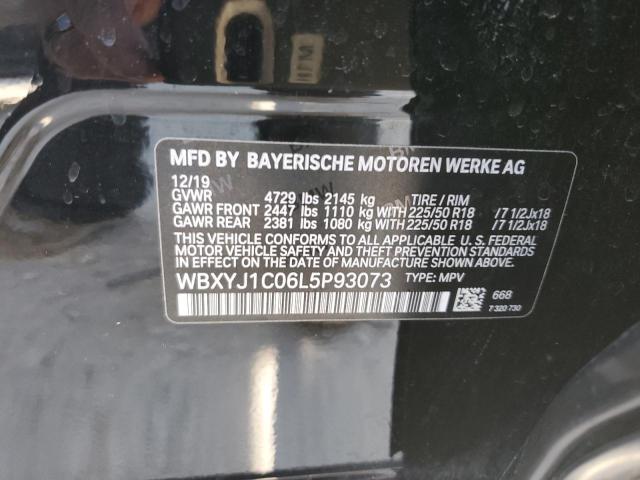 MFD BY BAYERISCHE MOTOREN WERKE AG
12/19
GVWR 4729 lbs 2145 kg TIRE / RIM
GAWR FRONT 2447 lbs 1110 kg WITH 225/50 R18 /7 1/2Jx18
GAWR REAR 2381 lbs 1080 kg WITH 225/50 R18 /7 1/2Jx18
THIS VEHICLE CONFORMS TO ALL APPLICABLE U. S. FEDERAL
MOTOR VEHICLE SAFETY AND BUMPER STANDARDS IN EFFECT
ON THE DATE OF MANUFACTURE SHOWN ABOVE.
WBXYJ1C06L5P93073 TYPE: MPV
668
7 320 730